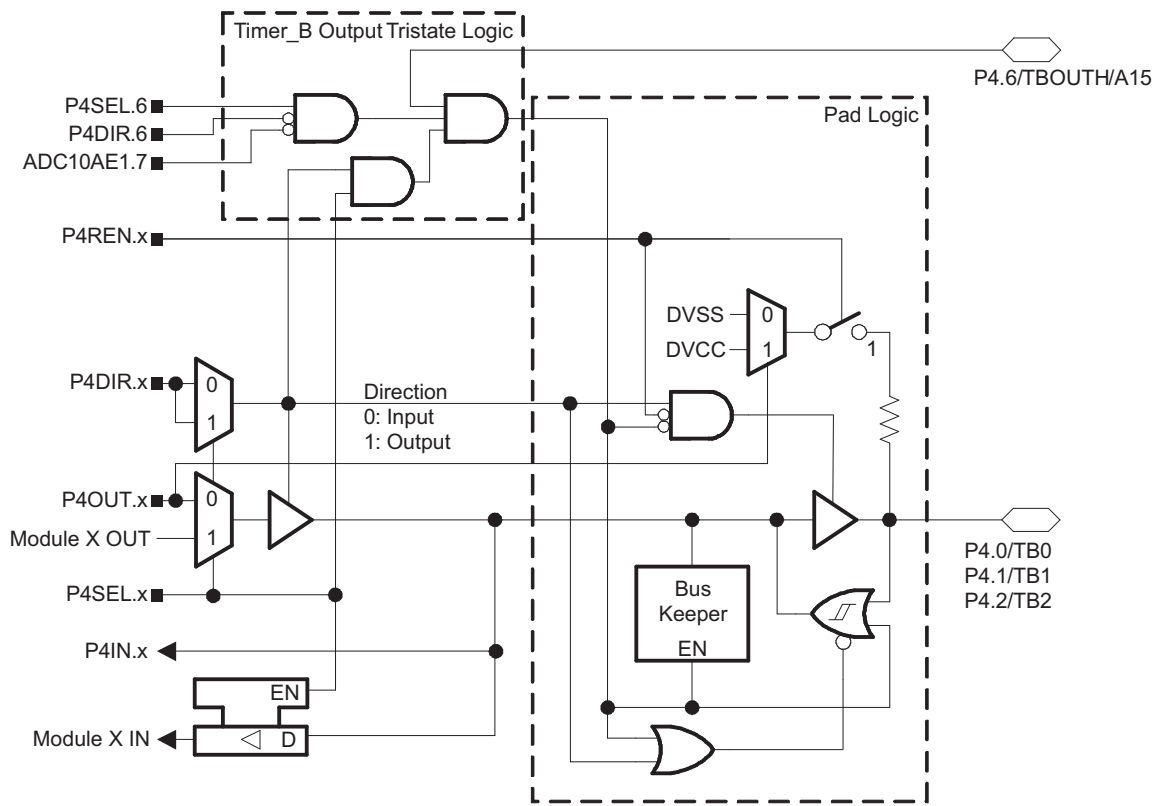 Timer_B Output Tristate Logic
P4.6/TBOUTH/A15
P4SEL.6
P4DIR.6
ADC10AE1.7
Pad Logic
P4REN.x
DVSS
0
DVCC
1
1
P4DIR.x
0
1
Direction
0: Input
1: Output
P4OUT.x
0
Module X OUT
1
P4.0/TB0
P4.1/TB1
P4.2/TB2
P4SEL.x
Bus
Keeper
EN
P4IN.x
EN
Module X IN
D